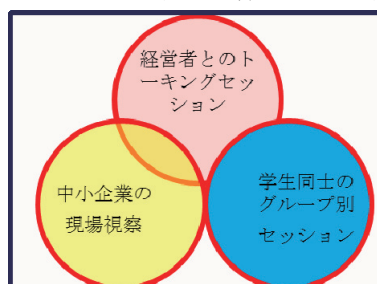 経営者とのト
ーキングセッ
ション
中小企業の
現場視察
学生同士の
グループ別
セッション